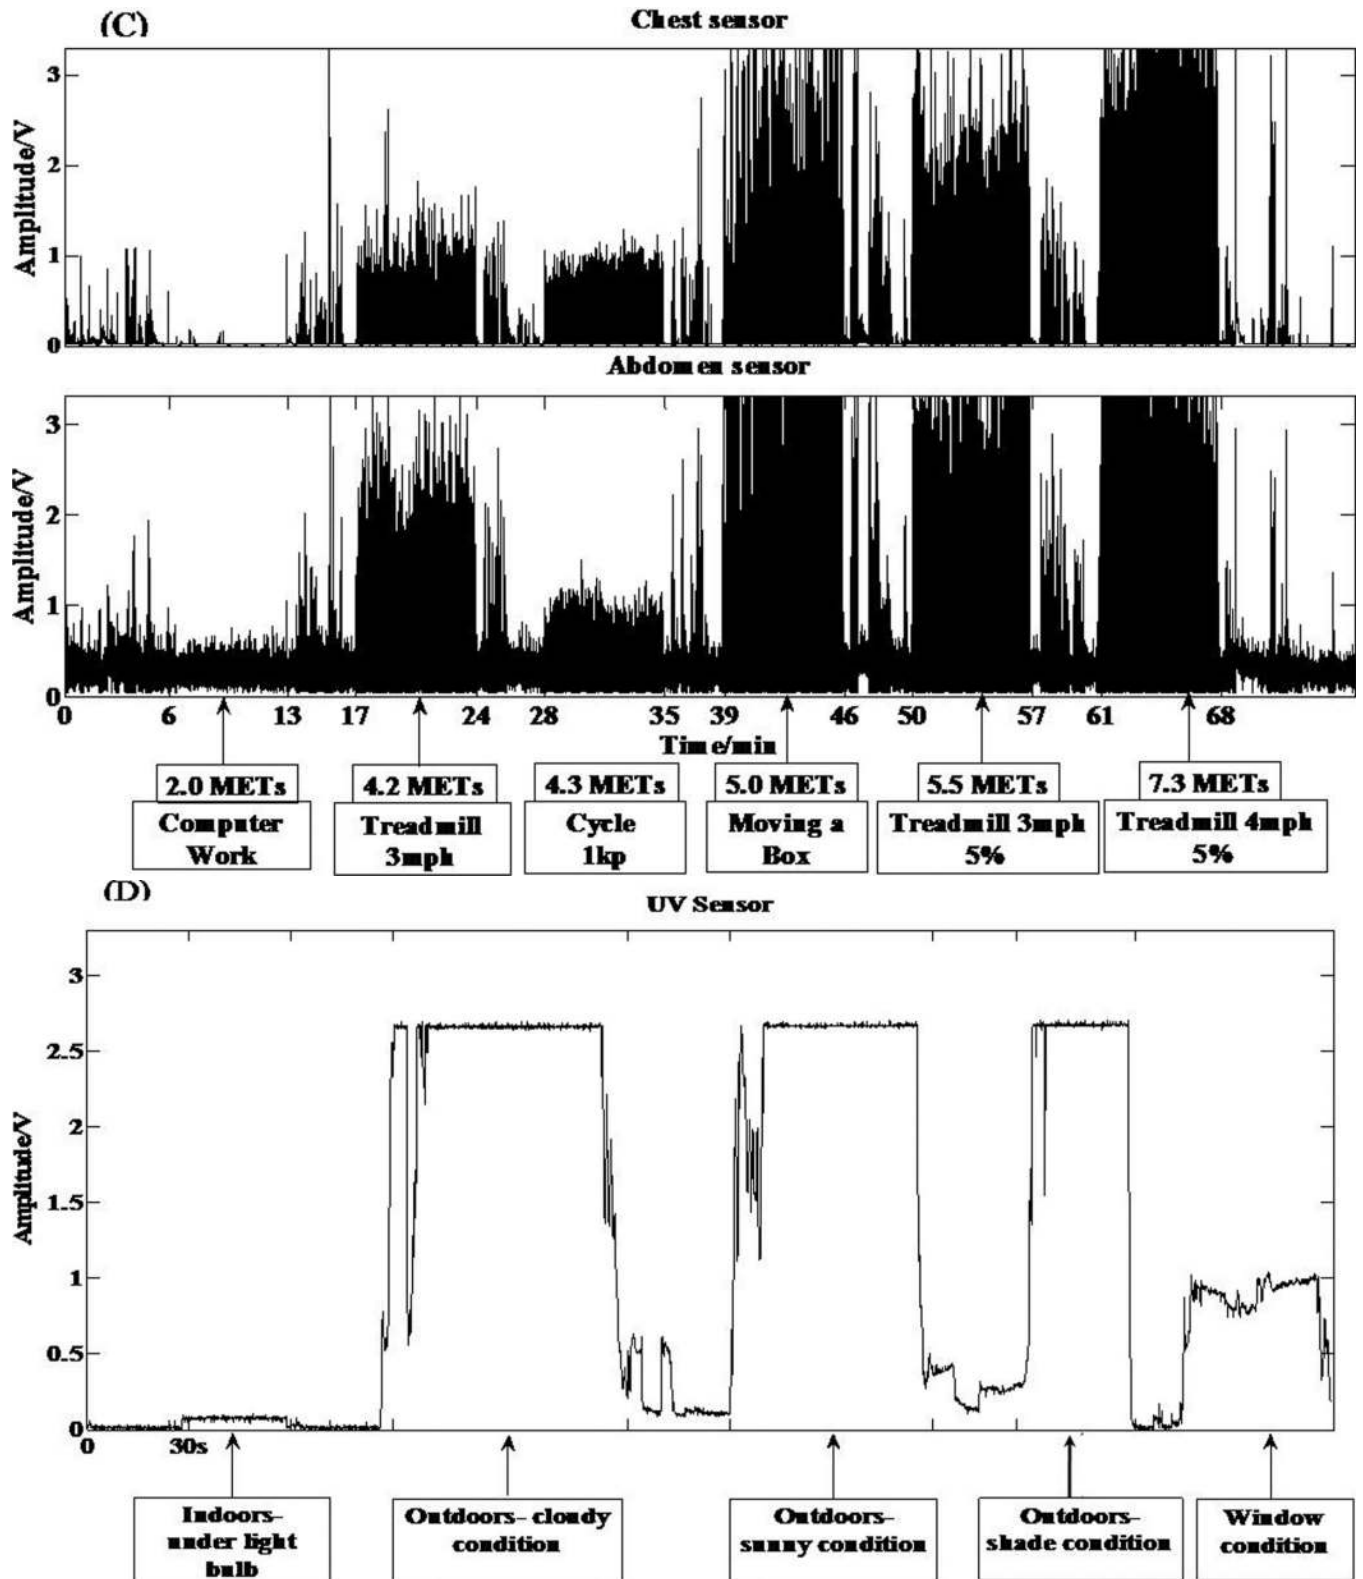 (C)
Chest sensor
3
2
1
0
Amplitude/V
Abdomen sensor
3
2
1
0
Amplitude/V
0 6 13 17 24 28 35 39 46 50 57 61 68
Time/min
2.0 METs 4.2 METs 4.3 METs 5.0 METs 5.5 METs 7.3 METs
Computer Work
Treadmill 3mph
Cycle 1kp
Moving a Box
Treadmill 3mph 5%
Treadmill 4mph 5%
(D)
UV Sensor
3
2.5
2
1.5
1
0.5
0
Amplitude/V
0 30s
Indoors-
under light
bulb
Outdoors- cloudy
condition
Outdoors-
sunny condition
Outdoors-
shade condition
Window
condition